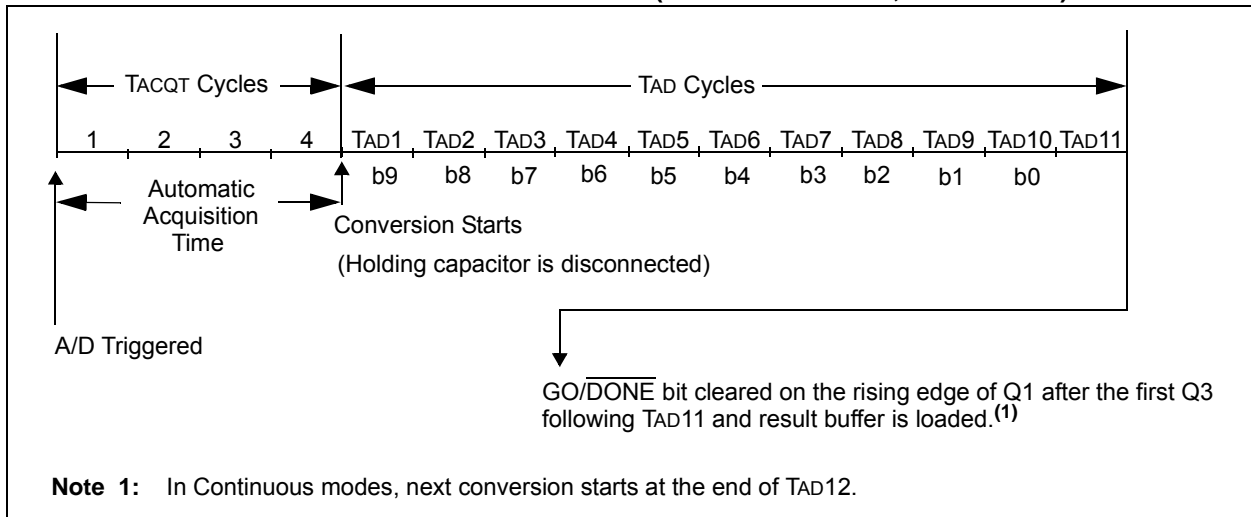 TACQT Cycles
TAD Cycles
1 2 3 4 TAD1 TAD2 TAD3 TAD4 TAD5 TAD6 TAD7 TAD8 TAD9 TAD10 TAD11
b9 b8 b7 b6 b5 b4 b3 b2 b1 b0
Automatic
Acquisition
Time
Conversion Starts
(Holding capacitor is disconnected)
A/D Triggered
GO/DONE bit cleared on the rising edge of Q1 after the first Q3
following TAD11 and result buffer is loaded.(1)
Note 1: In Continuous modes, next conversion starts at the end of TAD12.